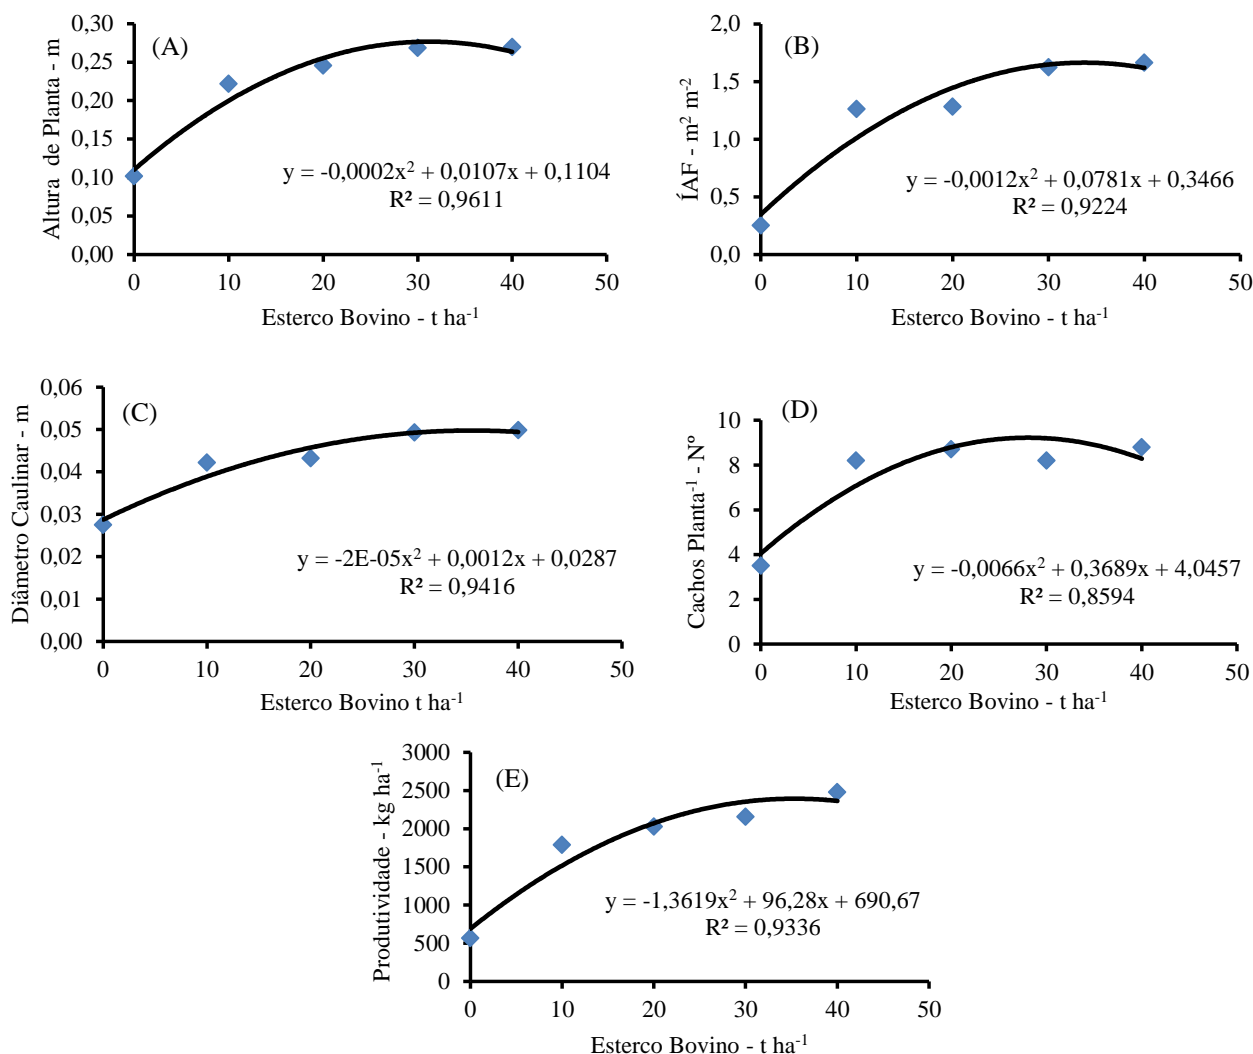 (A)
Altura de Planta - m
0,30
0,25
0,20
0,15
0,10
0,05
0,00
y = -0,0002x² + 0,0107x + 0,1104
R² = 0,9611
0 10 20 30 40 50
Esterco Bovino - t ha⁻¹
(B)
ÍAF - m² m⁻²
2,0
1,5
1,0
0,5
0,0
y = -0,0012x² + 0,0781x + 0,3466
R² = 0,9224
0 10 20 30 40 50
Esterco Bovino - t ha⁻¹
(C)
Diâmetro Caulinar - m
0,06
0,05
0,04
0,03
0,02
0,01
0,00
y = -2E-05x² + 0,0012x + 0,0287
R² = 0,9416
0 10 20 30 40 50
Esterco Bovino t ha⁻¹
(D)
Cachos Planta⁻¹ - Nº
10
8
6
4
2
0
y = -0,0066x² + 0,3689x + 4,0457
R² = 0,8594
0 10 20 30 40 50
Esterco Bovino - t ha⁻¹
(E)
Produtividade - kg ha⁻¹
3000
2500
2000
1500
1000
500
0
y = -1,3619x² + 96,28x + 690,67
R² = 0,9336
0 10 20 30 40 50
Esterco Bovino - t ha⁻¹